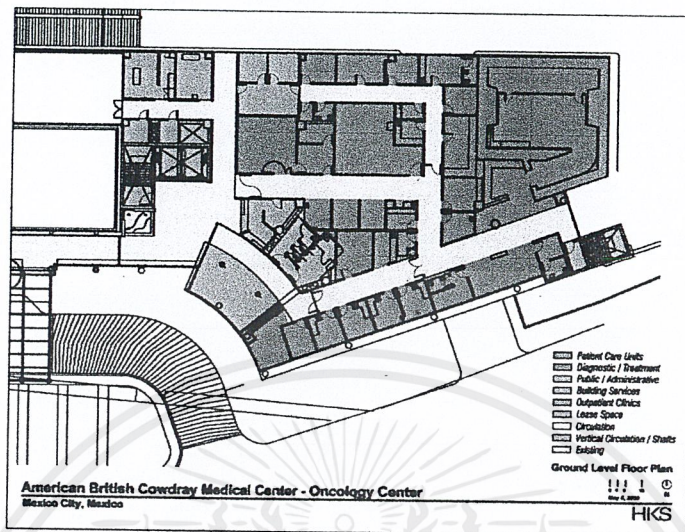 Patient Care Units
Diagnostic / Treatment
Public / Administrative
Building Services
Outpatient Clinics
Lease Space
Circulation
Vertical Circulation / Shafts
Existing
Ground Level Floor Plan
American British Cowdray Medical Center - Oncology Center
Mexico City, Mexico
HKS